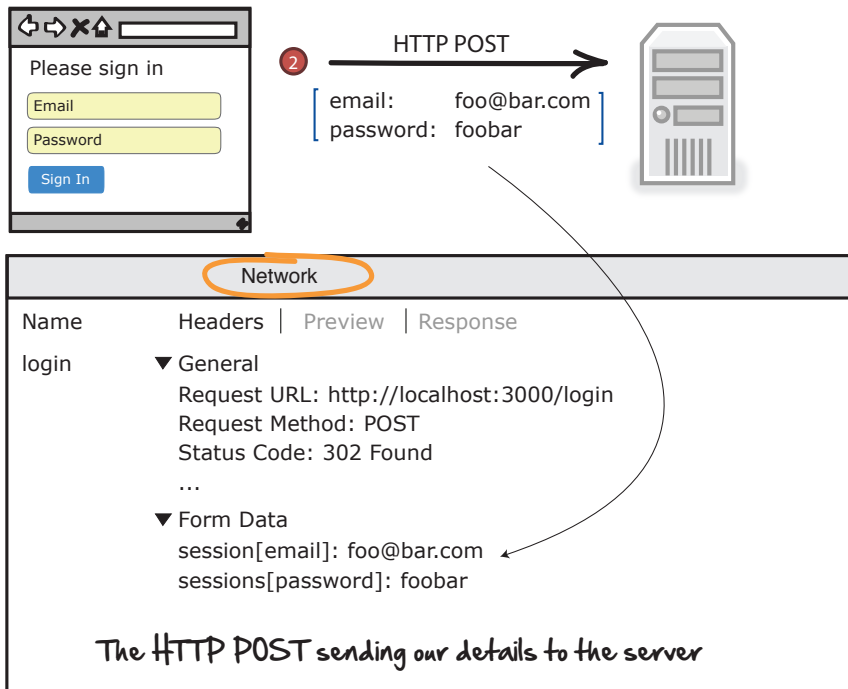 Please sign in
Email
Password
Sign In
2
HTTP POST
email: foo@bar.com
password: foobar
Network
Name Headers Preview Response
login General
Request URL: http://localhost:3000/login
Request Method: POST
Status Code: 302 Found
...
Form Data
session[email]: foo@bar.com
sessions[password]: foobar
The HTTP POST sending our details to the server